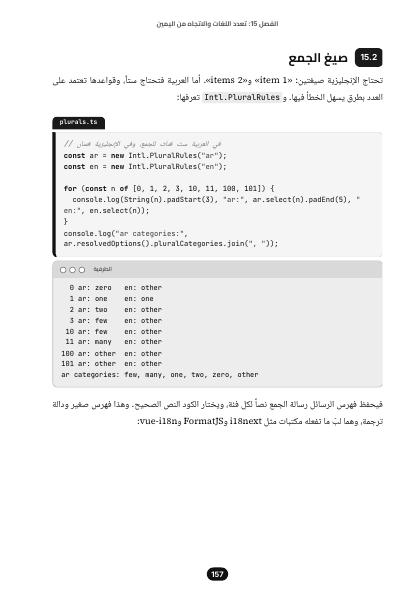 الفصل 15: تعدد اللغات والاتجاه من اليمين
15.2 صيغ الجمع
تحتاج الإنجليزية صيغتين: «1 item» و«2 items». أما العربية فتحتاج ستاً، وقواعدها تعتمد على
العدد بطرق يسهل الخطأ فيها. و Intl.PluralRules تعرفها:
plurals.ts
// في العربية ست فئات للجمع، وفي الإنجليزية فئتان
const ar = new Intl.PluralRules("ar");
const en = new Intl.PluralRules("en");
for (const n of [0, 1, 2, 3, 10, 11, 100, 101]) {
  console.log(String(n).padStart(3), "ar:", ar.select(n).padEnd(5), "
en:", en.select(n));
}
console.log("ar categories:",
ar.resolvedOptions().pluralCategories.join(", "));
الطرفية
  0 ar: zero   en: other
  1 ar: one    en: one
  2 ar: two    en: other
  3 ar: few    en: other
 10 ar: few    en: other
 11 ar: many   en: other
100 ar: other  en: other
101 ar: other  en: other
ar categories: few, many, one, two, zero, other
فيحفظ فهرس الرسائل رسالة الجمع نصاً لكل فئة، ويختار الكود النص الصحيح. وهذا فهرس صغير ودالة
ترجمة، وهما لبّ ما تفعله مكتبات مثل i18next وFormatJS وvue-i18n:
157